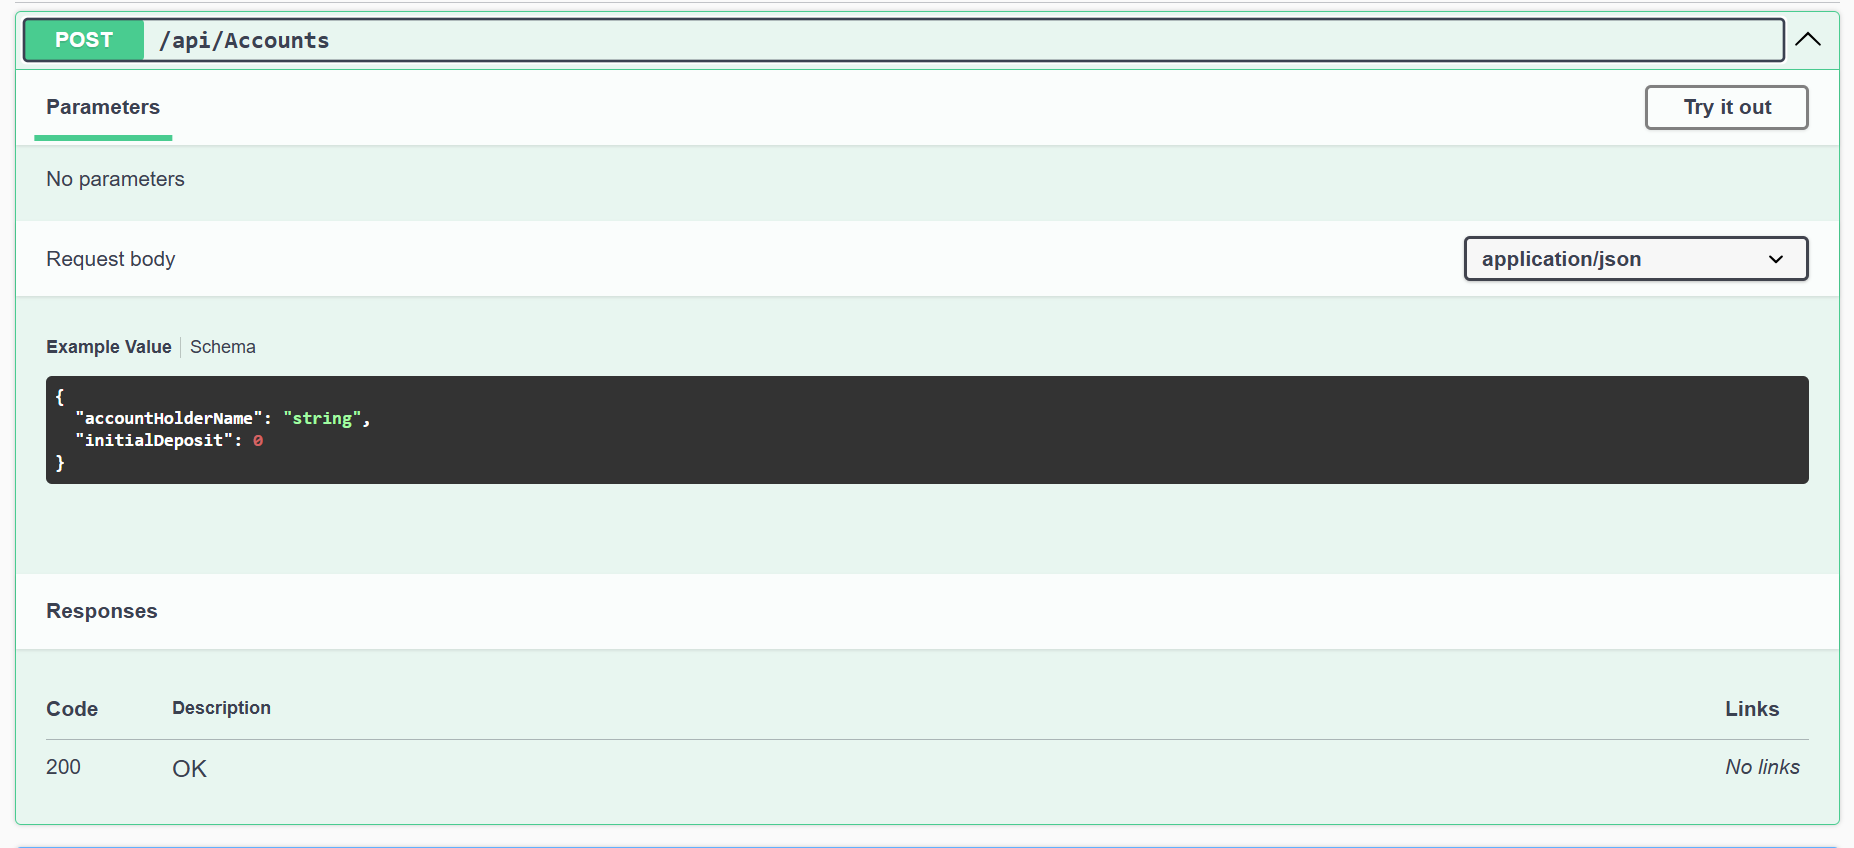 POST /api/Accounts
Parameters Try it out
No parameters
Request body application/json
Example Value Schema
{
"accountHolderName": "string",
"initialDeposit": 0
}
Responses
Code Description Links
200 OK No links